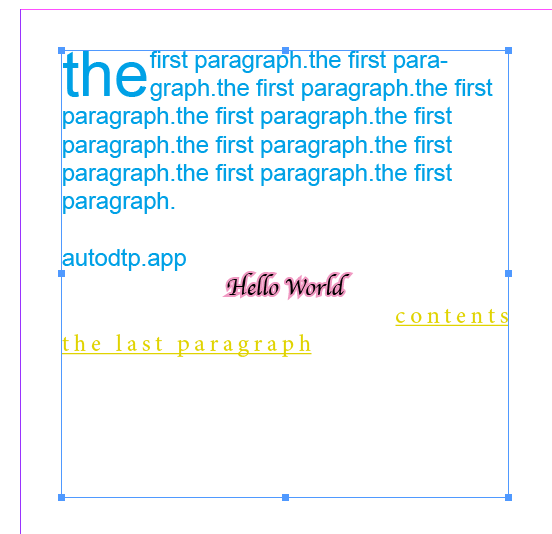 the first paragraph.the first para-
graph.the first paragraph.the first
paragraph.the first paragraph.the first
paragraph.the first paragraph.the first
paragraph.the first paragraph.the first
paragraph.
autodtp.app
Hello World
contents
the last paragraph